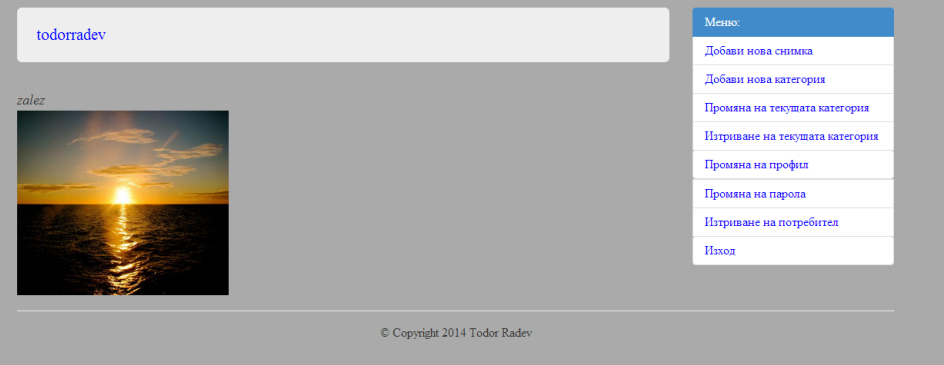 todorradev
zalez
Меню:
Добави нова снимка
Добави нова категория
Промяна на текущата категория
Изтриване на текущата категория
Промяна на профил
Промяна на парола
Изтриване на потребител
Изход
© Copyright 2014 Todor Radev